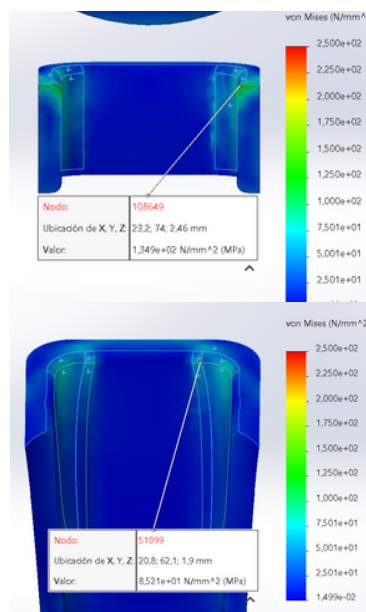 von Mises (N/mm^
2,500e+02
2,250e+02
2,000e+02
1,750e+02
1,500e+02
1,250e+02
1,000e+02
7,501e+01
5,001e+01
2,501e+01
Nodo: 108649
Ubicación de X, Y, Z: 23,2; 74; 2,46 mm
Valor: 1,349e+02 N/mm^2 (MPa)
von Mises (N/mm^2
2,500e+02
2,250e+02
2,000e+02
1,750e+02
1,500e+02
1,250e+02
1,000e+02
7,501e+01
5,001e+01
2,501e+01
1,499e-02
Nodo: 51099
Ubicación de X, Y, Z: 20,8; 62,1; 1,9 mm
Valor: 8,521e+01 N/mm^2 (MPa)